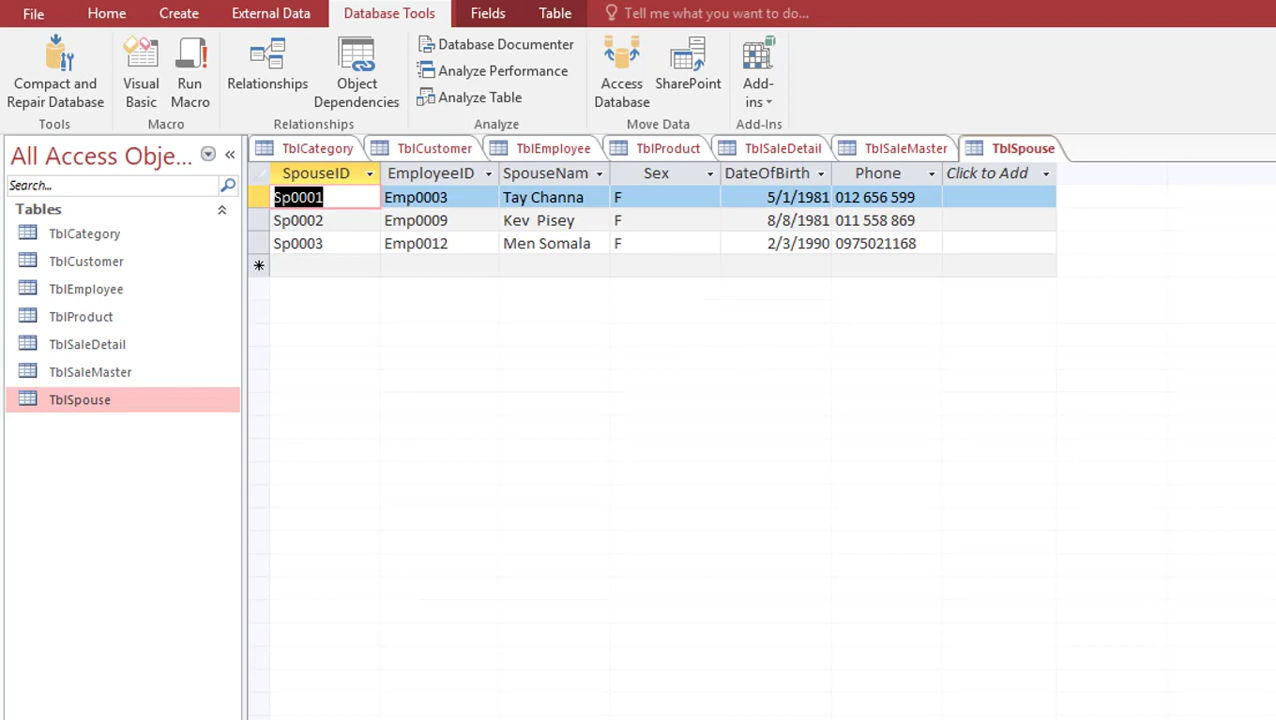 File Home Create External Data Database Tools Fields Table Tell me what you want to do...
Compact and Repair Database
Visual Basic
Run Macro
Relationships
Object Dependencies
Database Documenter
Analyze Performance
Analyze Table
Access Database
SharePoint
Add-ins
Tools Macro Relationships Analyze Move Data Add-Ins
All Access Obje...
Search...
Tables
TblCategory
TblCustomer
TblEmployee
TblProduct
TblSaleDetail
TblSaleMaster
TblSpouse
TblCategory TblCustomer TblEmployee TblProduct TblSaleDetail TblSaleMaster TblSpouse
SpouseID EmployeeID SpouseNam Sex DateOfBirth Phone Click to Add
Sp0001 Emp0003 Tay Channa F 5/1/1981 012 656 599
Sp0002 Emp0009 Kev  Pisey F 8/8/1981 011 558 869
Sp0003 Emp0012 Men Somala F 2/3/1990 0975021168